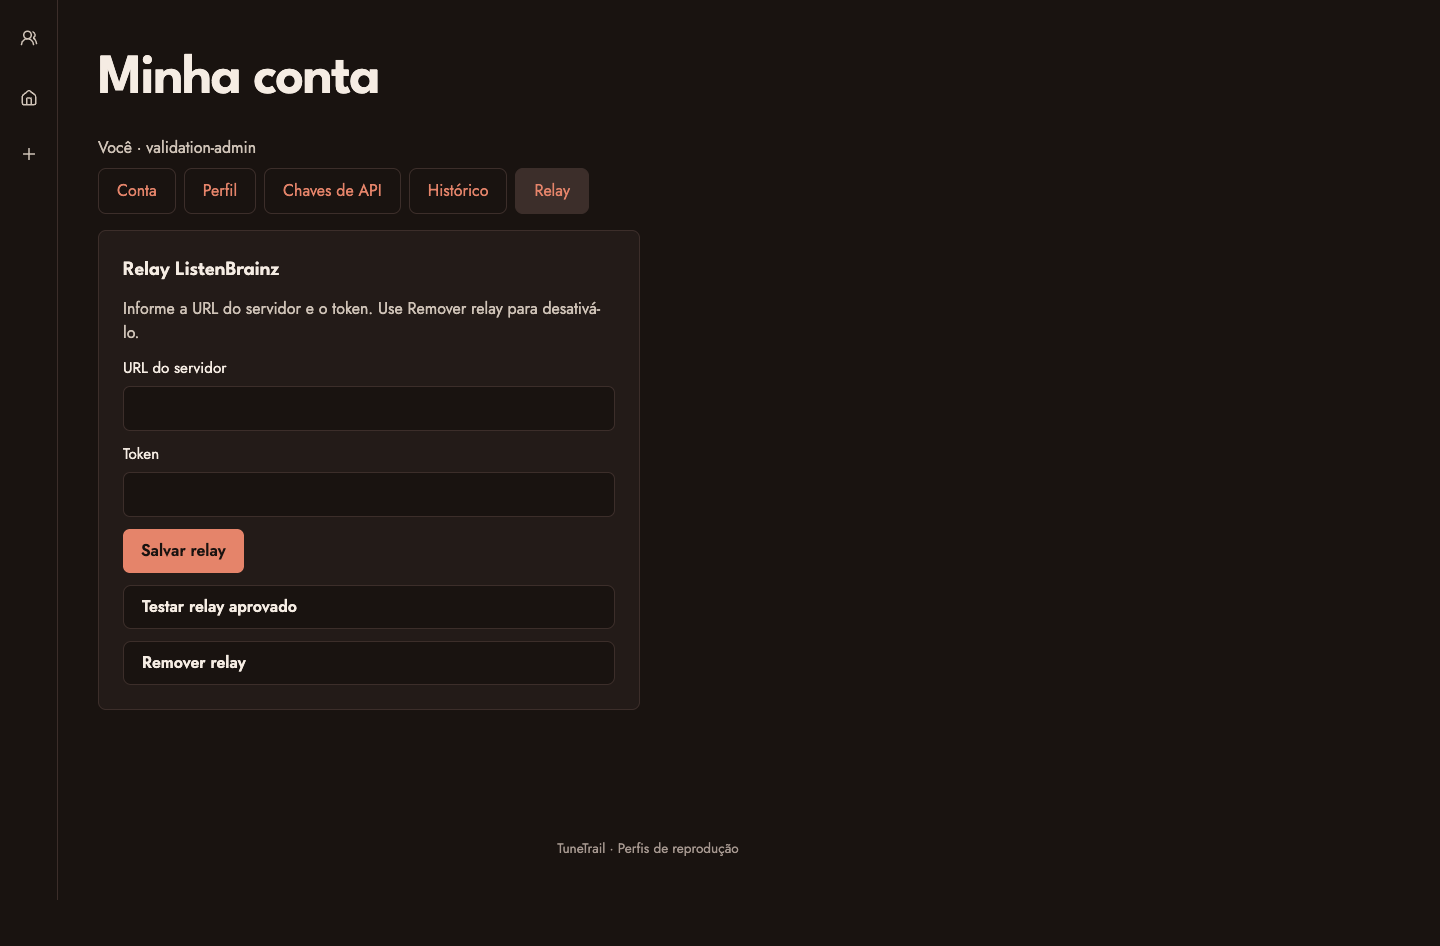 Minha conta
Você · validation-admin
Conta
Perfil
Chaves de API
Histórico
Relay
Relay ListenBrainz
Informe a URL do servidor e o token. Use Remover relay para desativá-
lo.
URL do servidor
Token
Salvar relay
Testar relay aprovado
Remover relay
TuneTrail · Perfis de reprodução